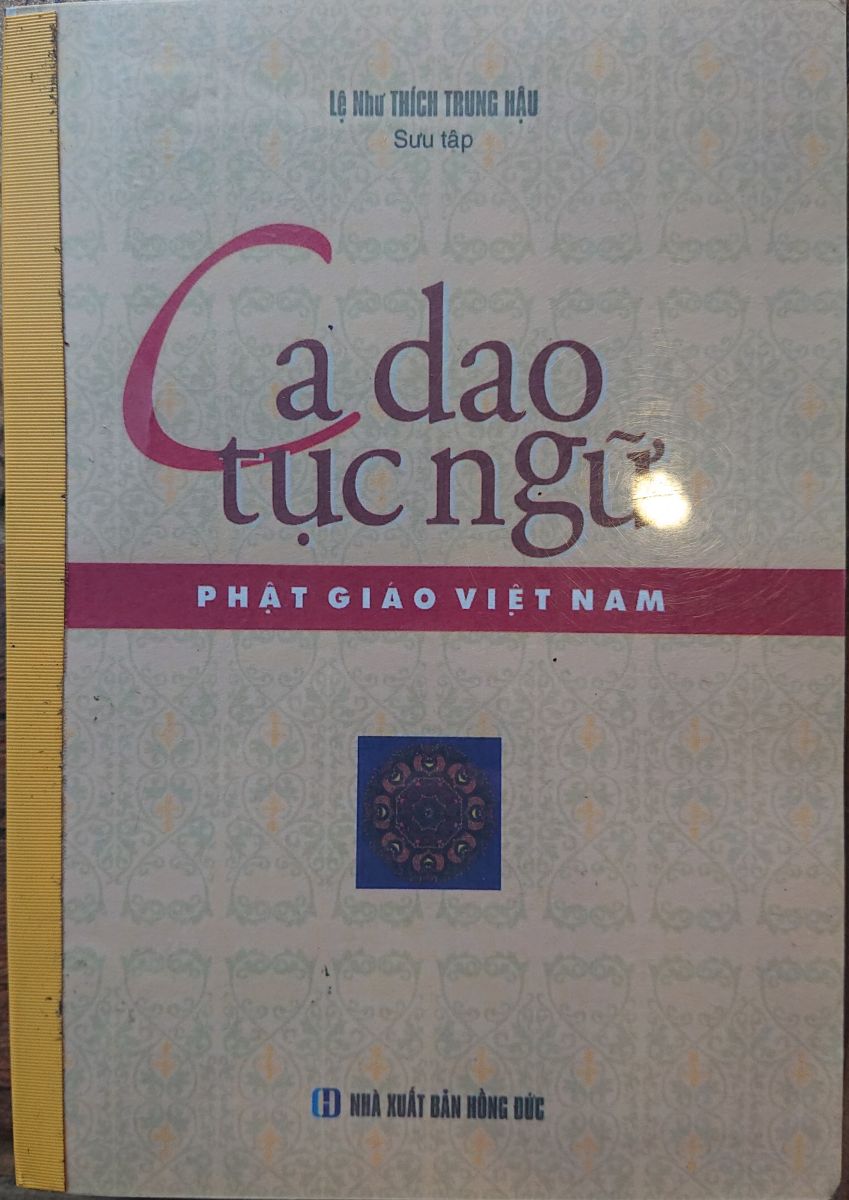 Lệ Như THÍCH TRUNG HẬU
Sưu tập
Ca dao
tục ngữ
PHẬT GIÁO VIỆT NAM
NHÀ XUẤT BẢN HỒNG ĐỨC